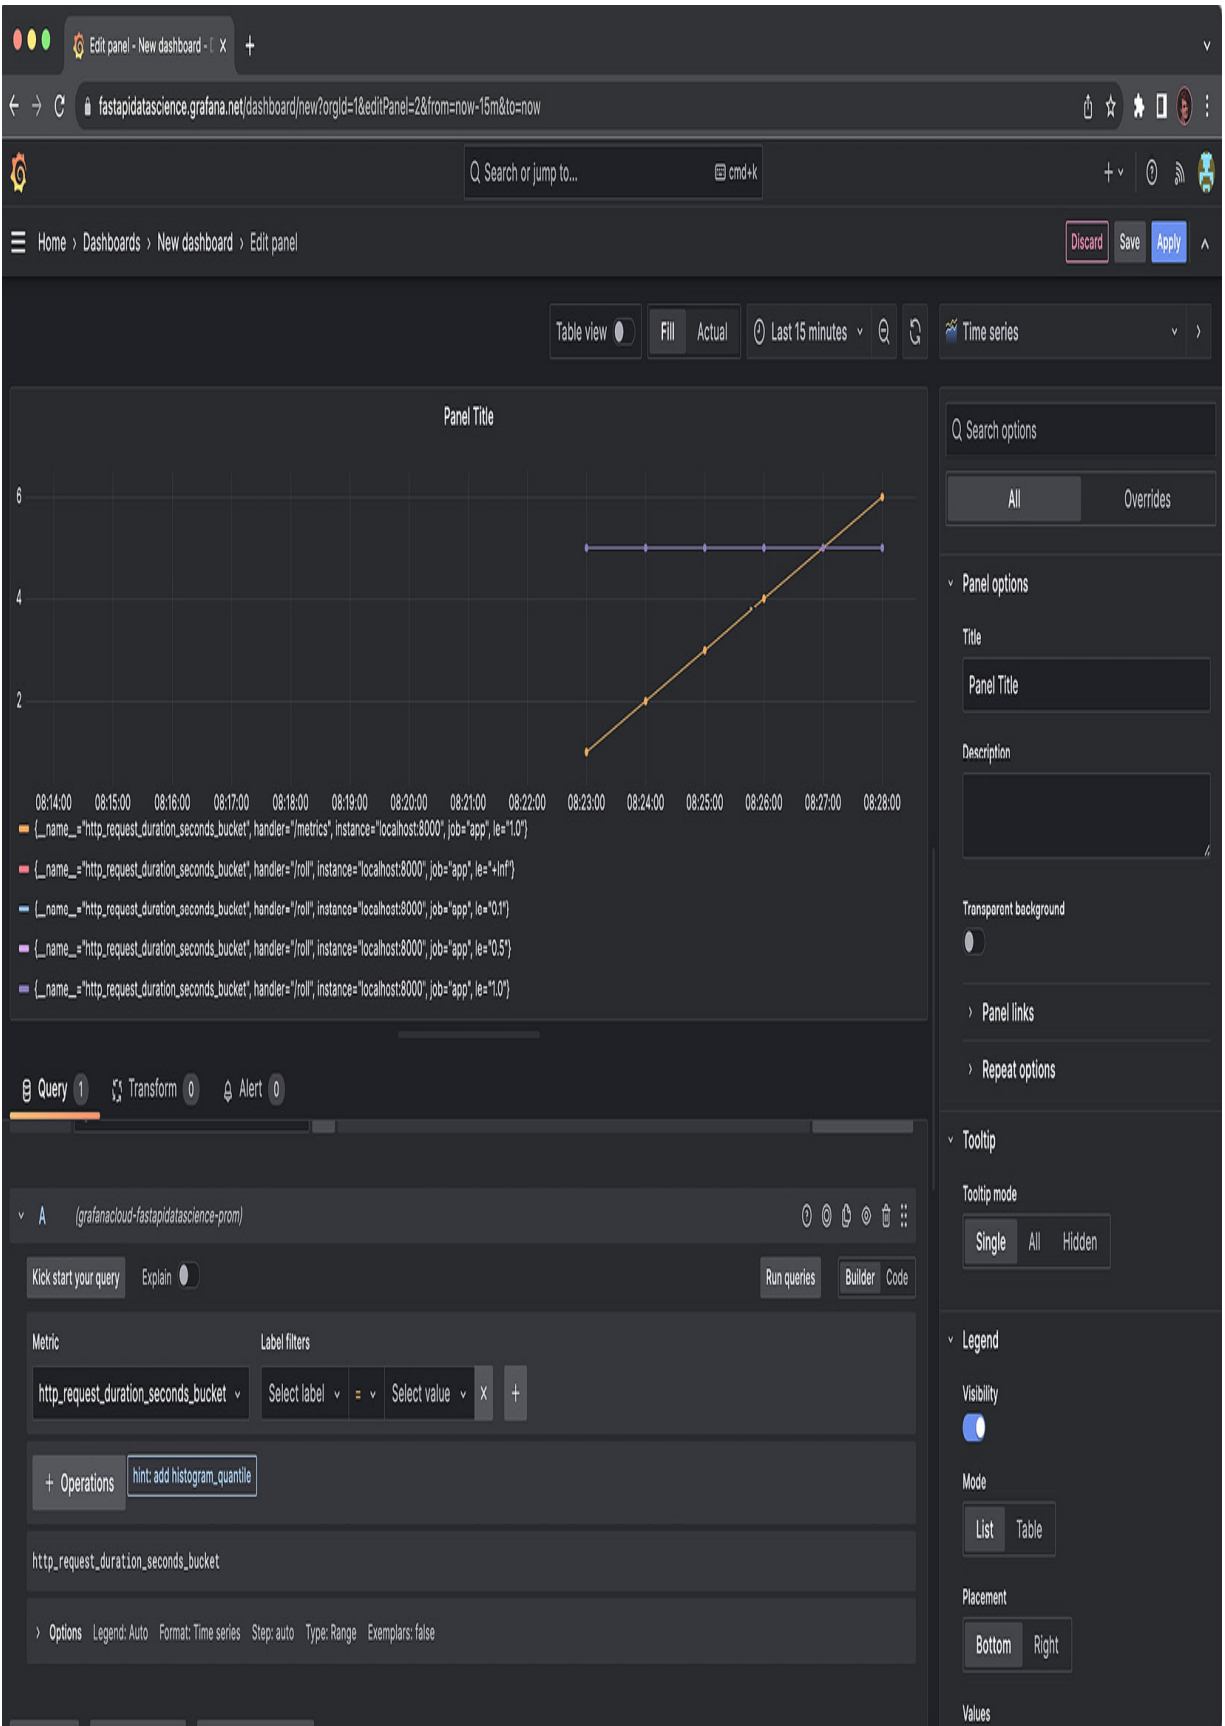 Edit panel - New dashboard - [
fastapidatascience.grafana.net/dashboard/new?orgId=1&editPanel=2&from=now-15m&to=now
Search or jump to... cmd+k
Home › Dashboards › New dashboard › Edit panel Discard Save Apply
Table view Fill Actual Last 15 minutes Time series
Panel Title
6
4
2
08:14:00 08:15:00 08:16:00 08:17:00 08:18:00 08:19:00 08:20:00 08:21:00 08:22:00 08:23:00 08:24:00 08:25:00 08:26:00 08:27:00 08:28:00
{__name__="http_request_duration_seconds_bucket", handler="/metrics", instance="localhost:8000", job="app", le="1.0"}
{__name__="http_request_duration_seconds_bucket", handler="/roll", instance="localhost:8000", job="app", le="+Inf"}
{__name__="http_request_duration_seconds_bucket", handler="/roll", instance="localhost:8000", job="app", le="0.1"}
{__name__="http_request_duration_seconds_bucket", handler="/roll", instance="localhost:8000", job="app", le="0.5"}
{__name__="http_request_duration_seconds_bucket", handler="/roll", instance="localhost:8000", job="app", le="1.0"}
Query 1 Transform 0 Alert 0
A (grafanacloud-fastapidatascience-prom)
Kick start your query Explain Run queries Builder Code
Metric Label filters
http_request_duration_seconds_bucket Select label = Select value X +
+ Operations hint: add histogram_quantile
http_request_duration_seconds_bucket
› Options Legend: Auto Format: Time series Step: auto Type: Range Exemplars: false
Search options
All Overrides
Panel options
Title
Panel Title
Description
Transparent background
› Panel links
› Repeat options
Tooltip
Tooltip mode
Single All Hidden
Legend
Visibility
Mode
List Table
Placement
Bottom Right
Values